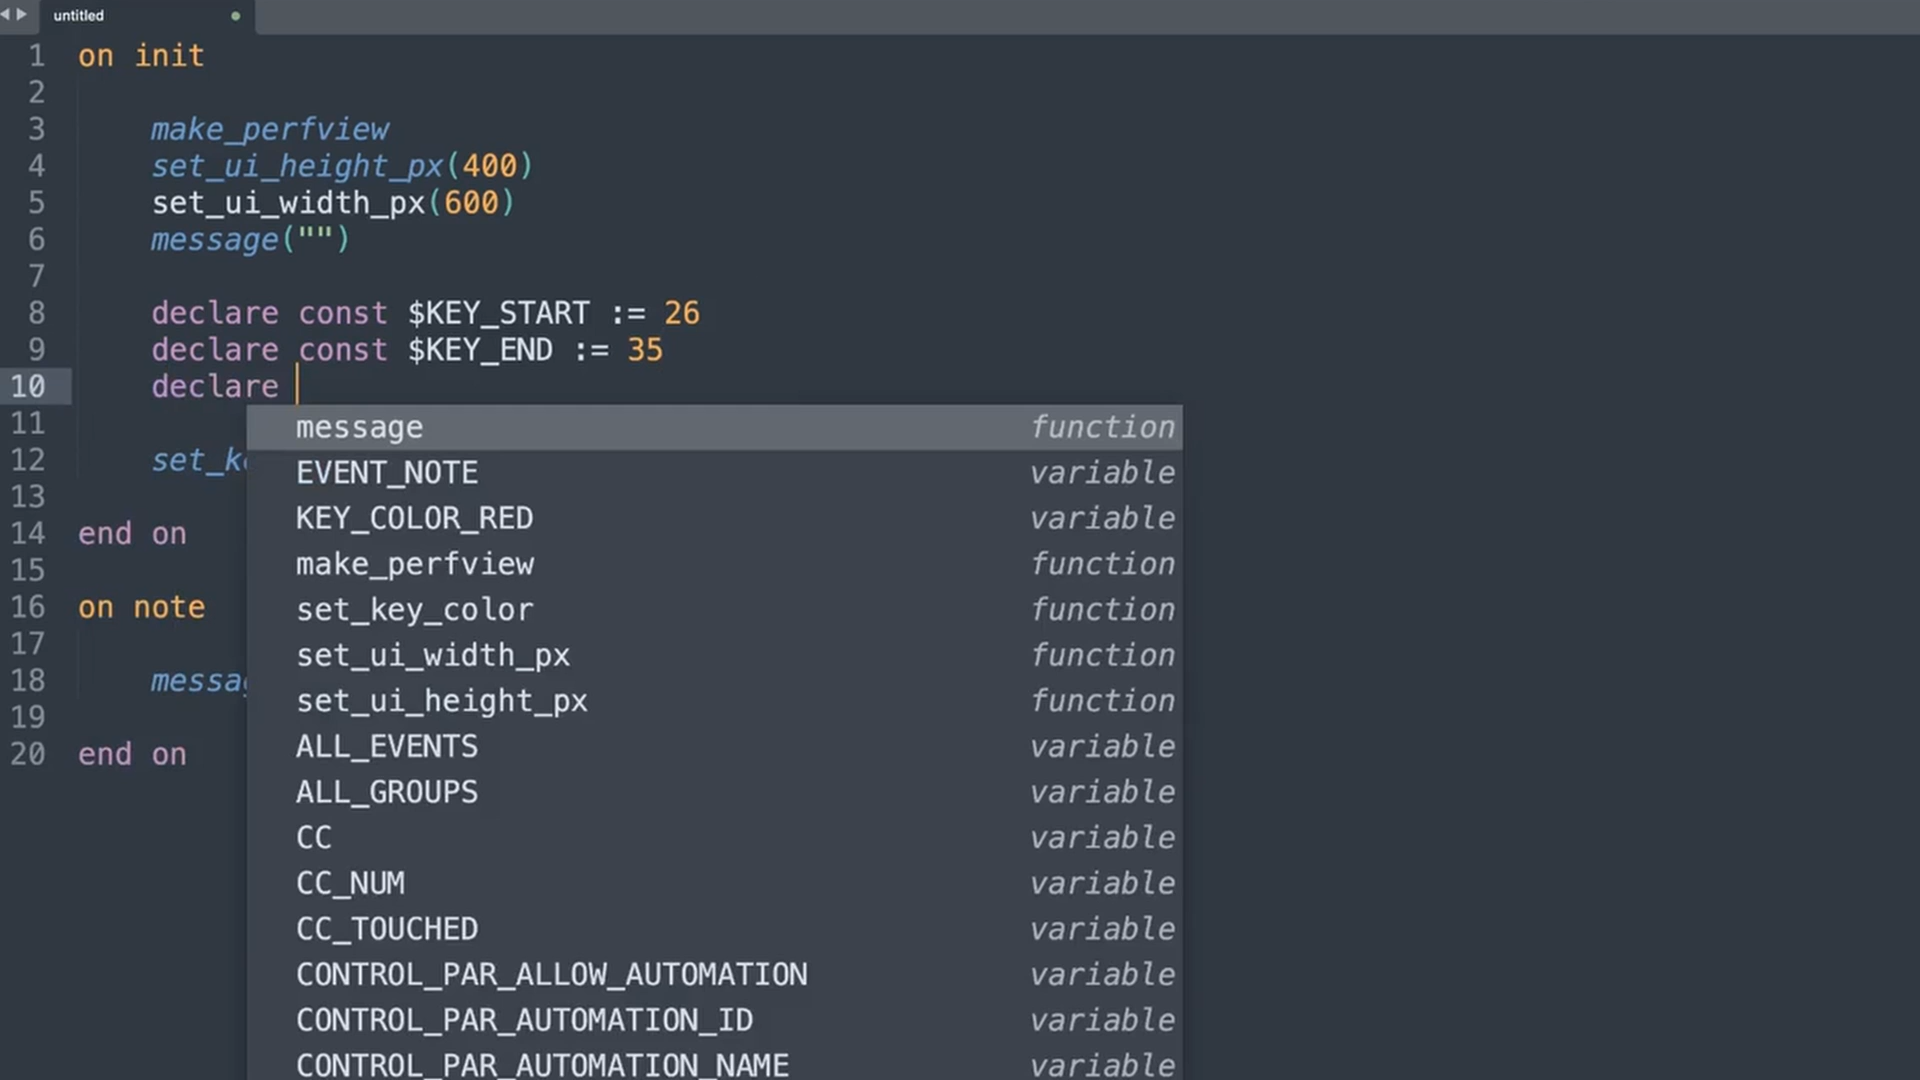 untitled
1 on init
2
3 make_perfview
4 set_ui_height_px(400)
5 set_ui_width_px(600)
6 message("")
7
8 declare const $KEY_START := 26
9 declare const $KEY_END := 35
10 declare
11
12 set_k
13
14 end on
15
16 on note
17
18 messa
19
20 end on
message function
EVENT_NOTE variable
KEY_COLOR_RED variable
make_perfview function
set_key_color function
set_ui_width_px function
set_ui_height_px function
ALL_EVENTS variable
ALL_GROUPS variable
CC variable
CC_NUM variable
CC_TOUCHED variable
CONTROL_PAR_ALLOW_AUTOMATION variable
CONTROL_PAR_AUTOMATION_ID variable
CONTROL_PAR_AUTOMATION_NAME variable